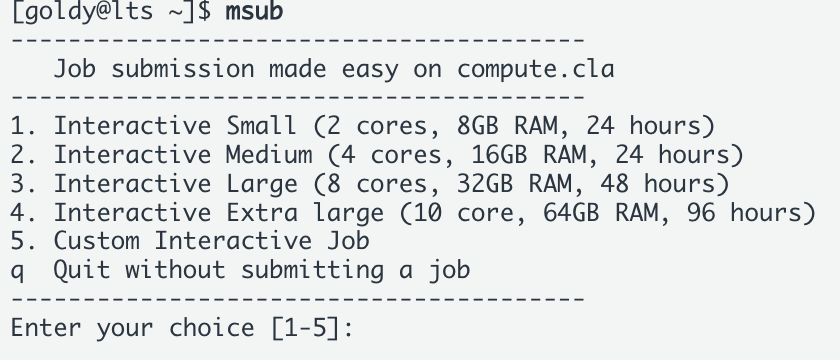 [goldy@lts ~]$ msub
----------------------------------------
Job submission made easy on compute.cla
----------------------------------------
1. Interactive Small (2 cores, 8GB RAM, 24 hours)
2. Interactive Medium (4 cores, 16GB RAM, 24 hours)
3. Interactive Large (8 cores, 32GB RAM, 48 hours)
4. Interactive Extra large (10 core, 64GB RAM, 96 hours)
5. Custom Interactive Job
q  Quit without submitting a job
----------------------------------------
Enter your choice [1-5]: